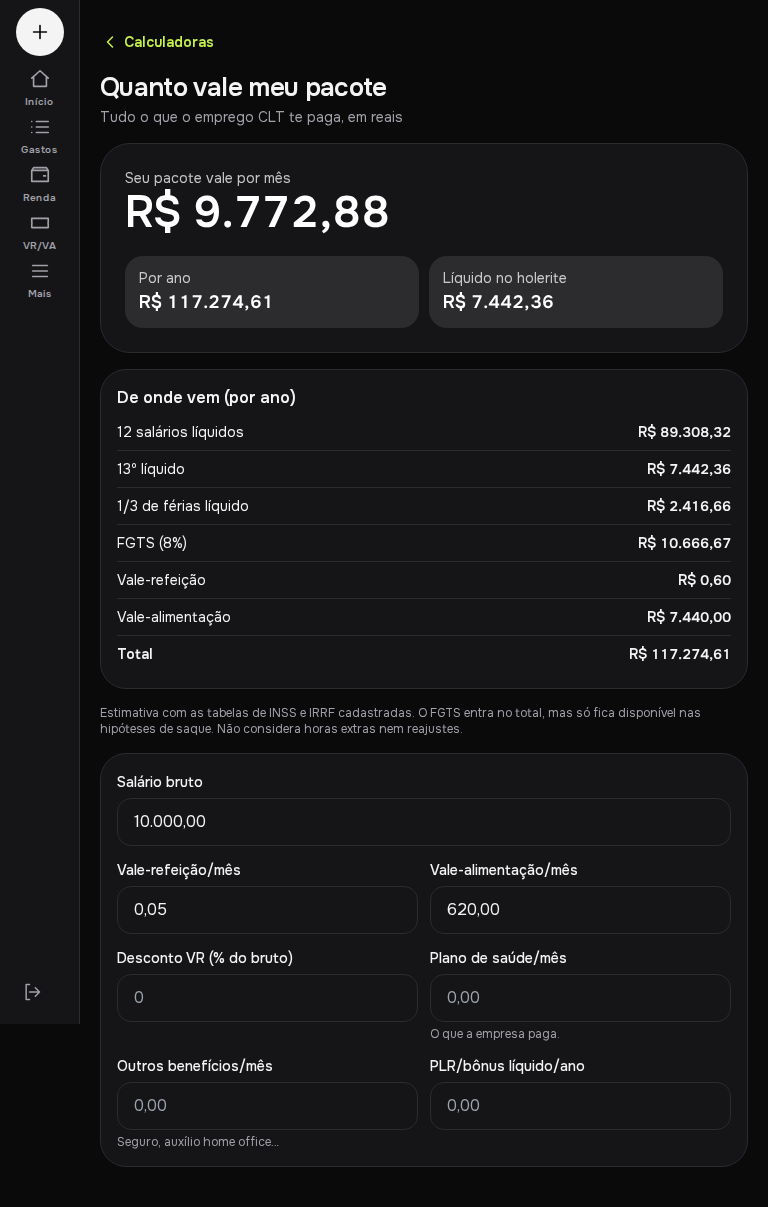 Início
Gastos
Renda
VR/VA
Mais
Calculadoras
Quanto vale meu pacote
Tudo o que o emprego CLT te paga, em reais
Seu pacote vale por mês
R$ 9.772,88
Por ano
R$ 117.274,61
Líquido no holerite
R$ 7.442,36
De onde vem (por ano)
12 salários líquidos R$ 89.308,32
13º líquido R$ 7.442,36
1/3 de férias líquido R$ 2.416,66
FGTS (8%) R$ 10.666,67
Vale-refeição R$ 0,60
Vale-alimentação R$ 7.440,00
Total R$ 117.274,61
Estimativa com as tabelas de INSS e IRRF cadastradas. O FGTS entra no total, mas só fica disponível nas
hipóteses de saque. Não considera horas extras nem reajustes.
Salário bruto
10.000,00
Vale-refeição/mês
0,05
Vale-alimentação/mês
620,00
Desconto VR (% do bruto)
0
Plano de saúde/mês
0,00
O que a empresa paga.
Outros benefícios/mês
0,00
Seguro, auxílio home office…
PLR/bônus líquido/ano
0,00